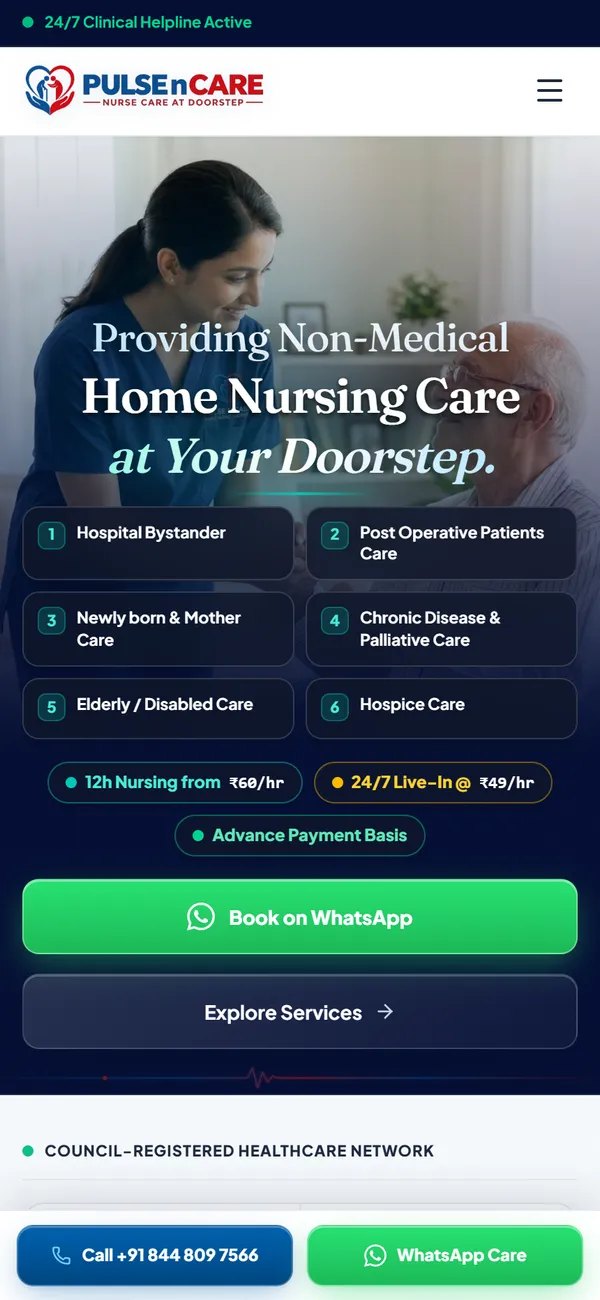 24/7 Clinical Helpline Active
PULSEnCARE
NURSE CARE AT DOORSTEP
Providing Non-Medical
Home Nursing Care
at Your Doorstep.
1 Hospital Bystander
2 Post Operative Patients
Care
3 Newly born & Mother
Care
4 Chronic Disease &
Palliative Care
5 Elderly / Disabled Care
6 Hospice Care
12h Nursing from ₹60/hr
24/7 Live-In @ ₹49/hr
Advance Payment Basis
Book on WhatsApp
Explore Services →
COUNCIL-REGISTERED HEALTHCARE NETWORK
Call +91 844 809 7566
WhatsApp Care